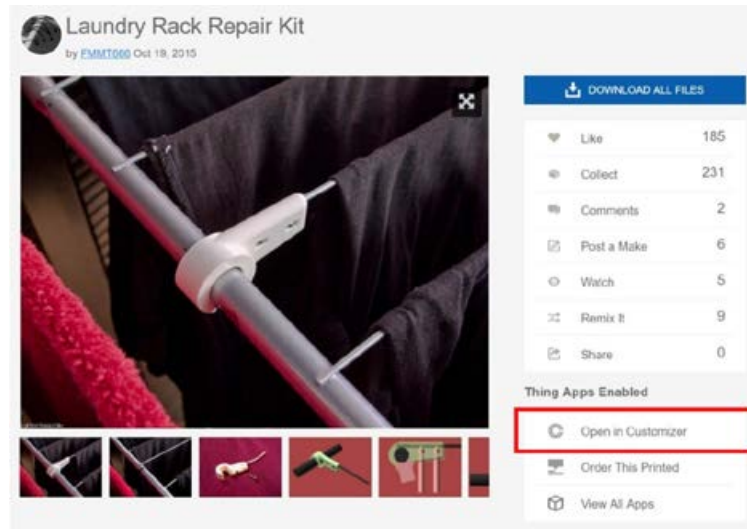 Laundry Rack Repair Kit
by FMMT666 Oct 19, 2015
DOWNLOAD ALL FILES
Like 185
Collect 231
Comments 2
Post a Make 6
Watch 5
Remix It 9
Share 0
Thing Apps Enabled
Open in Customizer
Order This Printed
View All Apps